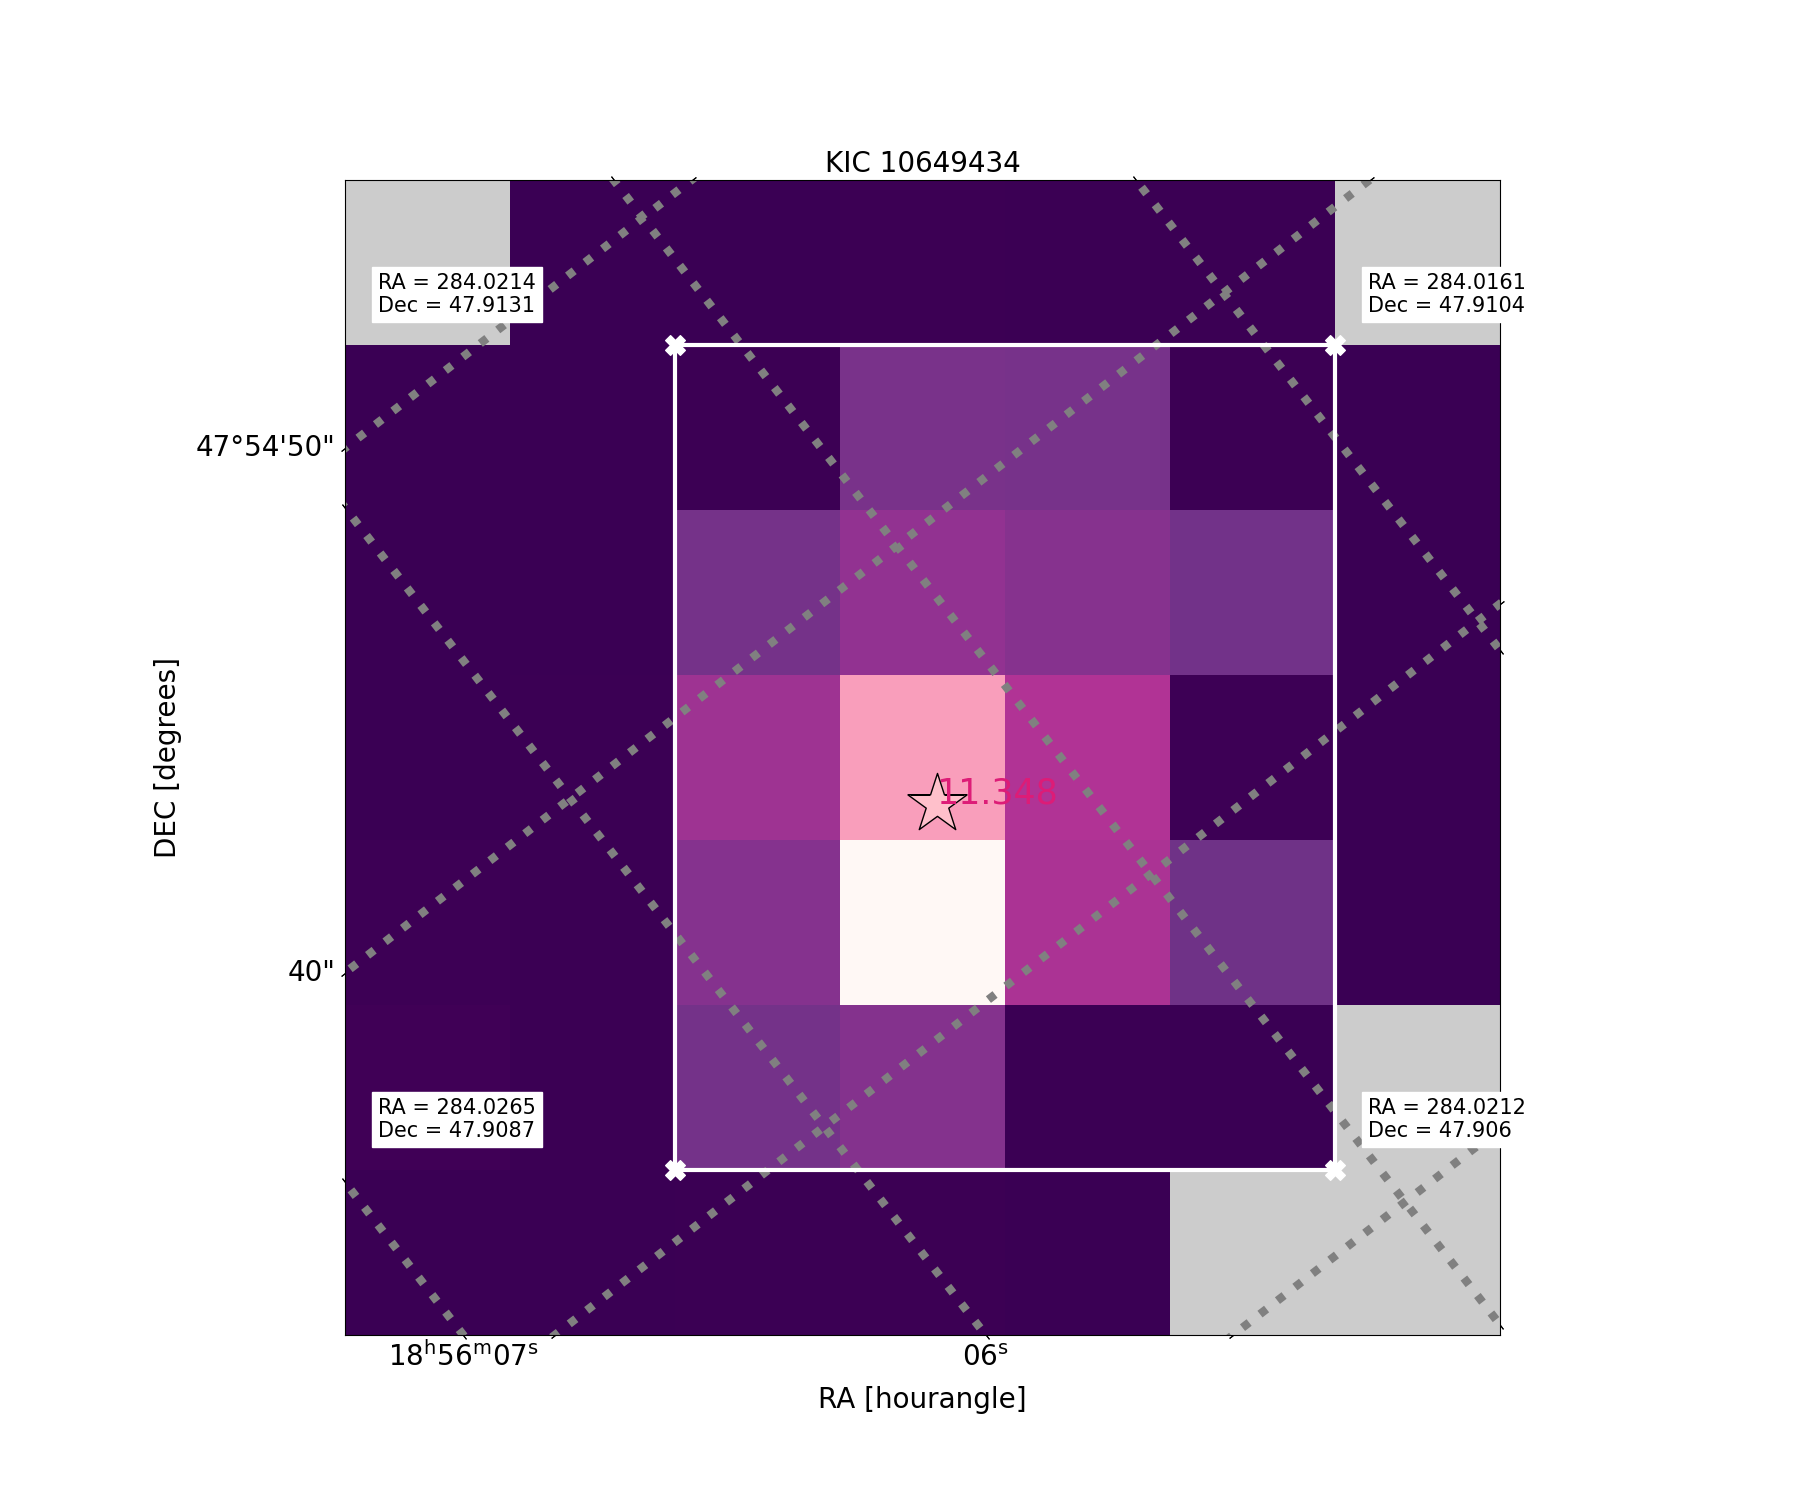 KIC 10649434
RA = 284.0214
Dec = 47.9131
RA = 284.0161
Dec = 47.9104
47°54'50"
DEC [degrees]
11.348
40"
RA = 284.0265
Dec = 47.9087
RA = 284.0212
Dec = 47.906
18ʰ56ᵐ07ˢ
06ˢ
RA [hourangle]